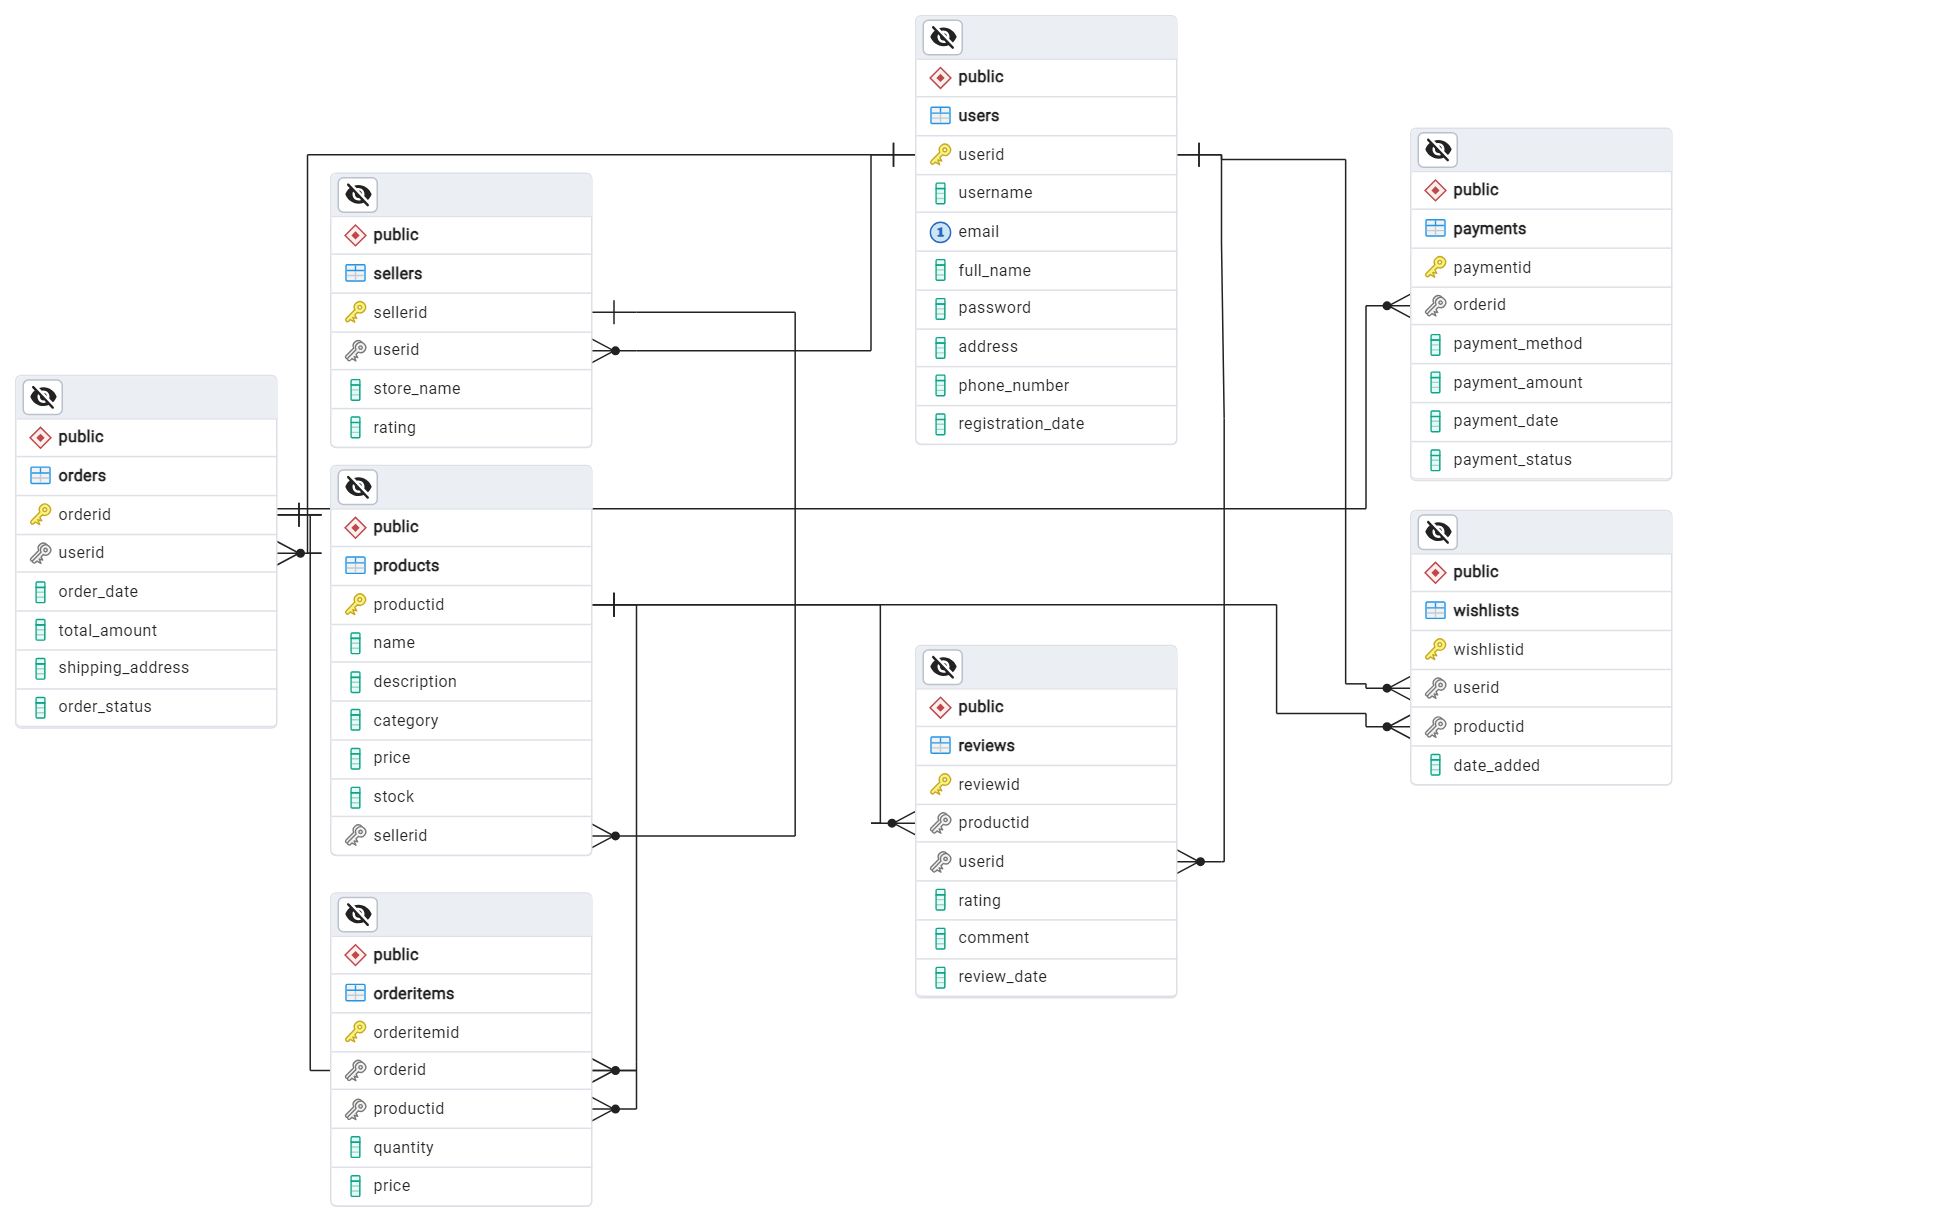 public
users
userid
username
1 email
full_name
password
address
phone_number
registration_date
public
sellers
sellerid
userid
store_name
rating
public
payments
paymentid
orderid
payment_method
payment_amount
payment_date
payment_status
public
orders
orderid
userid
order_date
total_amount
shipping_address
order_status
public
products
productid
name
description
category
price
stock
sellerid
public
wishlists
wishlistid
userid
productid
date_added
public
reviews
reviewid
productid
userid
rating
comment
review_date
public
orderitems
orderitemid
orderid
productid
quantity
price